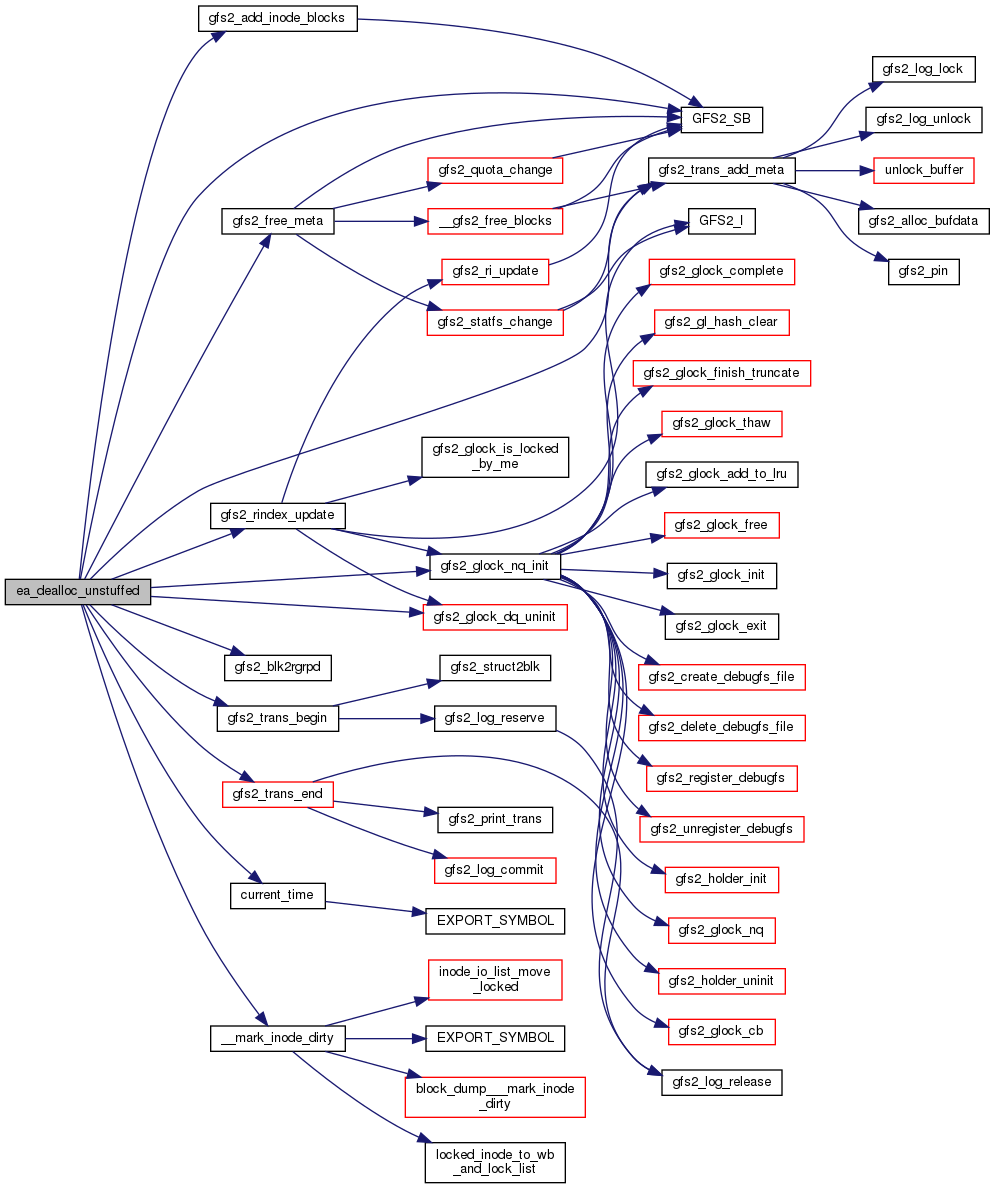 gfs2_add_inode_blocks
gfs2_log_lock
GFS2_SB
gfs2_log_unlock
gfs2_quota_change
gfs2_trans_add_meta
unlock_buffer
gfs2_free_meta
__gfs2_free_blocks
GFS2_I
gfs2_alloc_bufdata
gfs2_ri_update
gfs2_glock_complete
gfs2_pin
gfs2_statfs_change
gfs2_gl_hash_clear
gfs2_glock_finish_truncate
gfs2_glock_thaw
gfs2_glock_is_locked
_by_me
gfs2_glock_add_to_lru
gfs2_rindex_update
gfs2_glock_free
gfs2_glock_nq_init
gfs2_glock_init
ea_dealloc_unstuffed
gfs2_glock_dq_uninit
gfs2_glock_exit
gfs2_blk2rgrpd
gfs2_struct2blk
gfs2_create_debugfs_file
gfs2_trans_begin
gfs2_log_reserve
gfs2_delete_debugfs_file
gfs2_register_debugfs
gfs2_trans_end
gfs2_print_trans
gfs2_unregister_debugfs
gfs2_log_commit
gfs2_holder_init
current_time
EXPORT_SYMBOL
gfs2_glock_nq
inode_io_list_move
_locked
gfs2_holder_uninit
__mark_inode_dirty
EXPORT_SYMBOL
gfs2_glock_cb
block_dump___mark_inode
_dirty
gfs2_log_release
locked_inode_to_wb
_and_lock_list